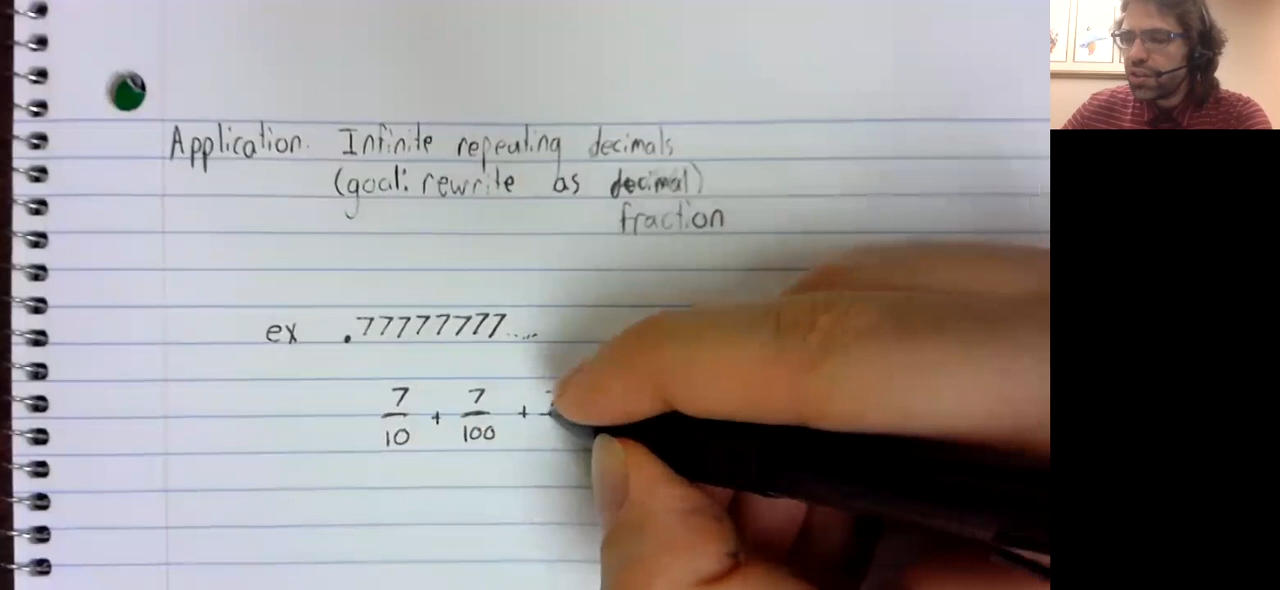 Application. Infinite repeating decimals
(goal: rewrite as decimal)
fraction
ex .77777777.....
7/10 + 7/100 +